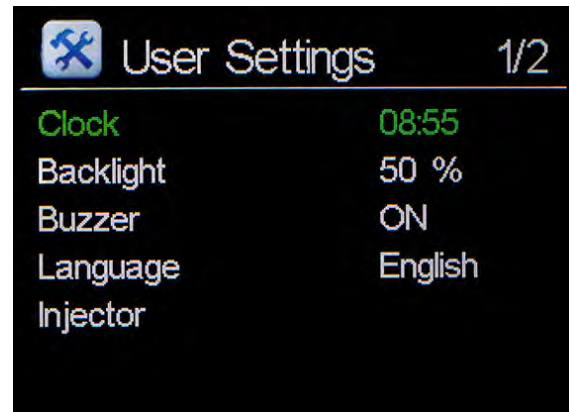 User Settings 1/2
Clock 08:55
Backlight 50 %
Buzzer ON
Language English
Injector